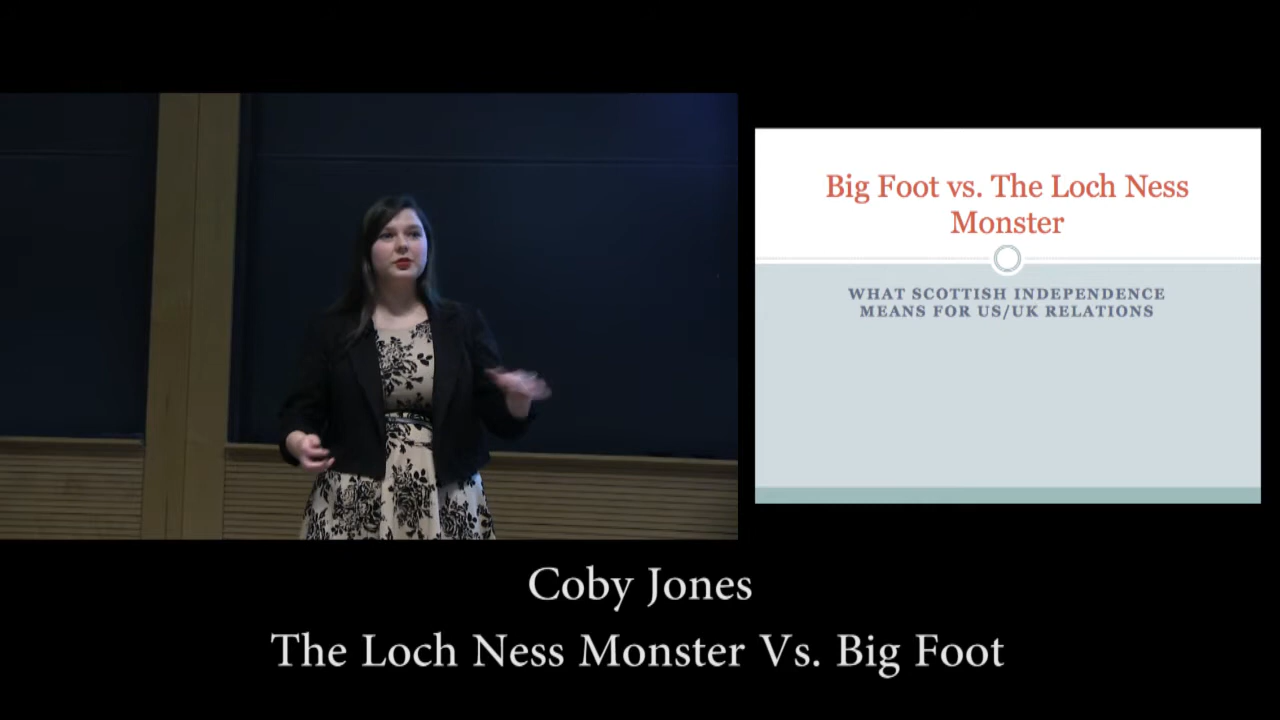 Big Foot vs. The Loch Ness
Monster
WHAT SCOTTISH INDEPENDENCE
MEANS FOR US/UK RELATIONS
Coby Jones
The Loch Ness Monster Vs. Big Foot